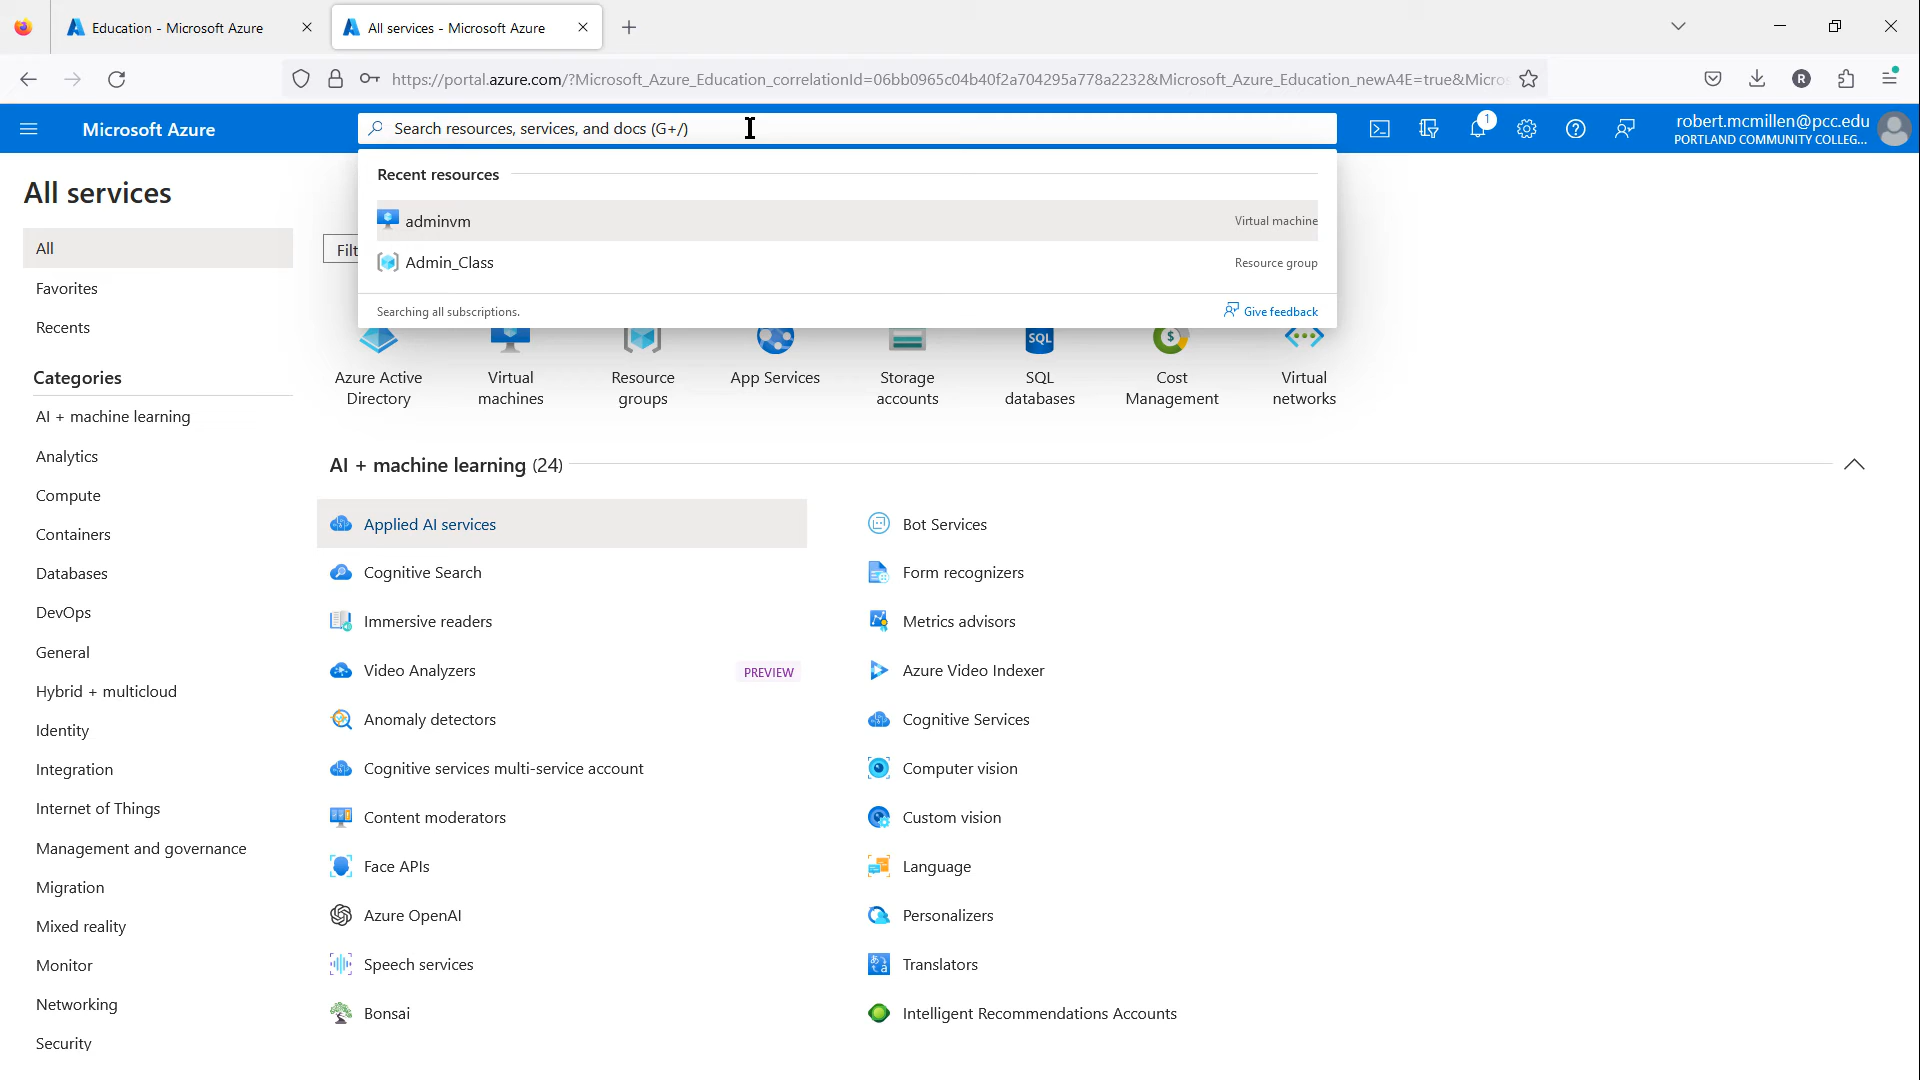 Education - Microsoft Azure
All services - Microsoft Azure
https://portal.azure.com/?Microsoft_Azure_Education_correlationId=06bb0965c04b40f2a704295a778a2232&Microsoft_Azure_Education_newA4E=true&Micros
R
Microsoft Azure
Search resources, services, and docs (G+/)
1
robert.mcmillen@pcc.edu
PORTLAND COMMUNITY COLLEG...
All services
Recent resources
adminvm
Virtual machine
Admin_Class
Resource group
Searching all subscriptions.
Give feedback
Filt
All
Favorites
Recents
Categories
AI + machine learning
Analytics
Compute
Containers
Databases
DevOps
General
Hybrid + multicloud
Identity
Integration
Internet of Things
Management and governance
Migration
Mixed reality
Monitor
Networking
Security
Azure Active
Directory
Virtual
machines
Resource
groups
App Services
Storage
accounts
SQL
SQL
databases
Cost
Management
Virtual
networks
AI + machine learning (24)
Applied AI services
Bot Services
Cognitive Search
Form recognizers
Immersive readers
Metrics advisors
Video Analyzers
PREVIEW
Azure Video Indexer
Anomaly detectors
Cognitive Services
Cognitive services multi-service account
Computer vision
Content moderators
Custom vision
Face APIs
Language
Azure OpenAI
Personalizers
Speech services
Translators
Bonsai
Intelligent Recommendations Accounts